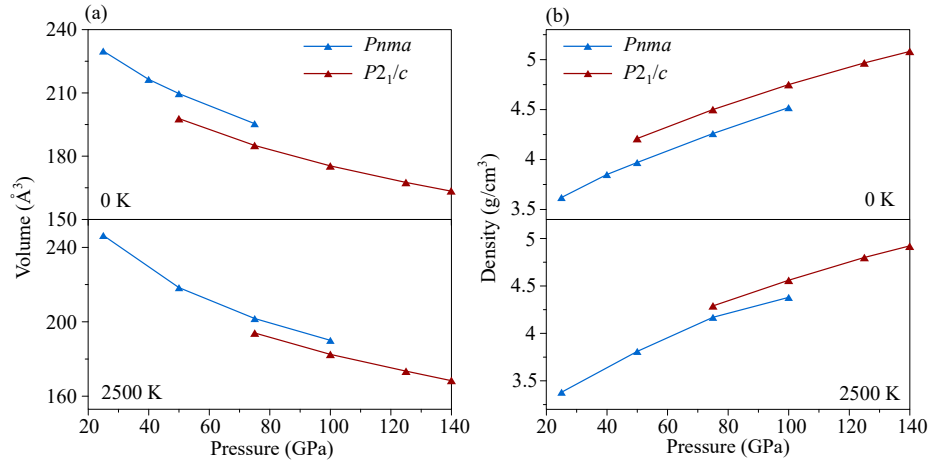 (a)
240
210
180
150
Pnma
P2₁/c
0 K
240
200
160
2500 K
Volume (Å³)
20 40 60 80 100 120 140
Pressure (GPa)
(b)
5
4.5
4
3.5
Pnma
P2₁/c
0 K
5
4.5
4
3.5
2500 K
Density (g/cm³)
20 40 60 80 100 120 140
Pressure (GPa)